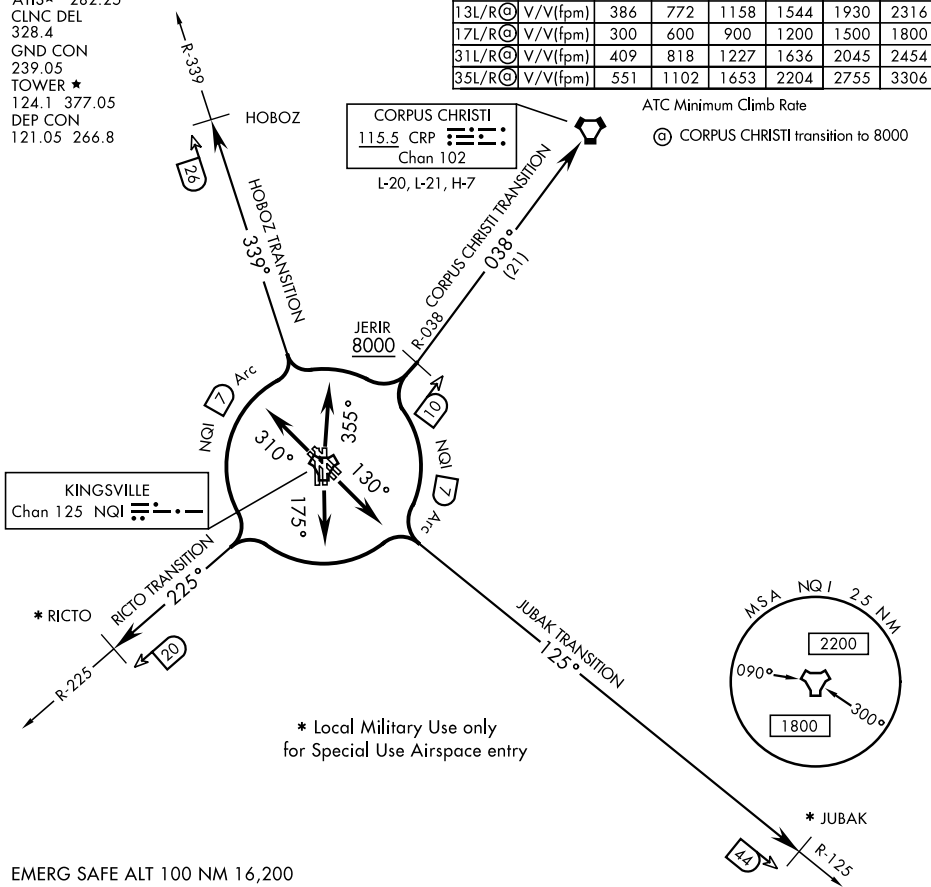 ATIS★ 282.25
CLNC DEL
328.4
GND CON
239.05
TOWER ★
124.1 377.05
DEP CON
121.05 266.8
13L/R ⓐ V/V(fpm) 386 772 1158 1544 1930 2316
17L/R ⓐ V/V(fpm) 300 600 900 1200 1500 1800
31L/R ⓐ V/V(fpm) 409 818 1227 1636 2045 2454
35L/R ⓐ V/V(fpm) 551 1102 1653 2204 2755 3306
ATC Minimum Climb Rate
ⓐ CORPUS CHRISTI transition to 8000
R-339
HOBOZ
26
HOBOZ TRANSITION
339°
CORPUS CHRISTI
115.5 CRP
Chan 102
L-20, L-21, H-7
CORPUS CHRISTI TRANSITION
038°
(21)
R-038
JERIR
8000
10
NQI 7 Arc
NQI 7 Arc
310°
355°
130°
175°
KINGSVILLE
Chan 125 NQI
RICTO TRANSITION
225°
* RICTO
20
R-225
JUBAK TRANSITION
125°
* Local Military Use only
for Special Use Airspace entry
MSA NQI 25 NM
2200
090°
300°
1800
* JUBAK
44
R-125
EMERG SAFE ALT 100 NM 16,200